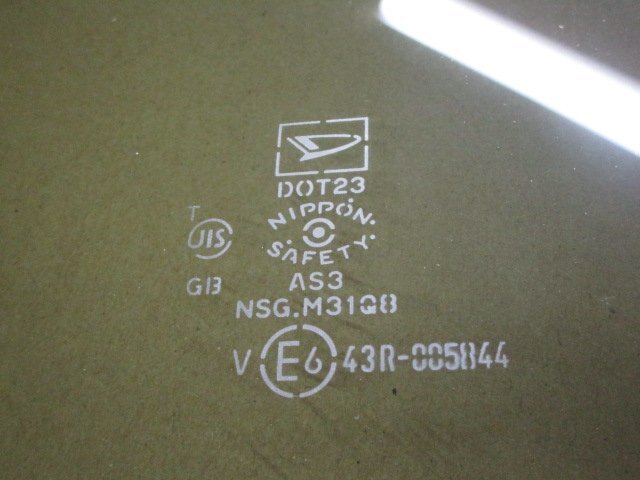 DOT23
NIPPON.
SAFETY.
T
JIS
GB
AS3
NSG.M31Q8
V E6 43R-005844